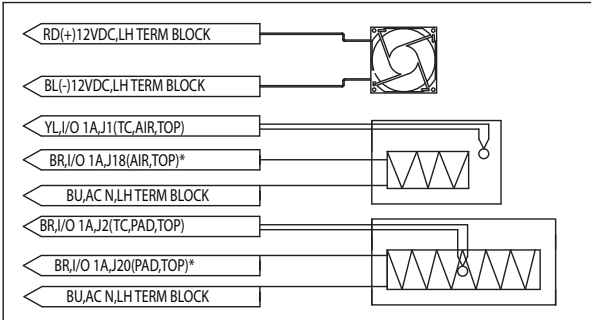 RD(+)12VDC,LH TERM BLOCK
BL(-)12VDC,LH TERM BLOCK
YL,I/O 1A,J1(TC,AIR,TOP)
BR,I/O 1A,J18(AIR,TOP)*
BU,AC N,LH TERM BLOCK
BR,I/O 1A,J2(TC,PAD,TOP)
BR,I/O 1A,J20(PAD,TOP)*
BU,AC N,LH TERM BLOCK